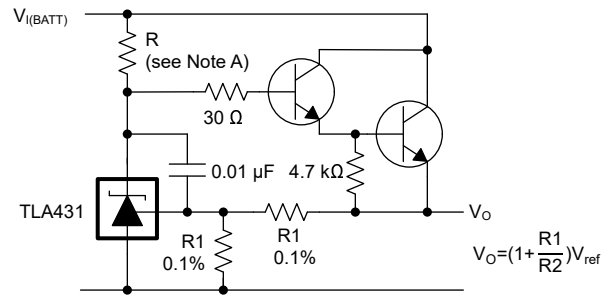 V_I(BATT)
R
(see Note A)
30 Ω
0.01 µF
4.7 kΩ
TLA431
R1
0.1%
R1
0.1%
V_O
V_O=(1+R1/R2)V_ref